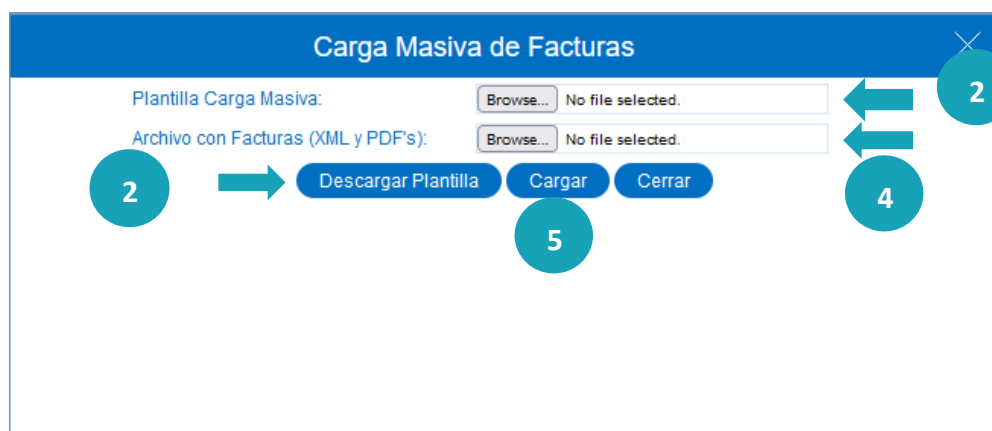 Carga Masiva de Facturas
Plantilla Carga Masiva: Browse... No file selected. 2
Archivo con Facturas (XML y PDF's): Browse... No file selected.
2 Descargar Plantilla Cargar Cerrar 4
5